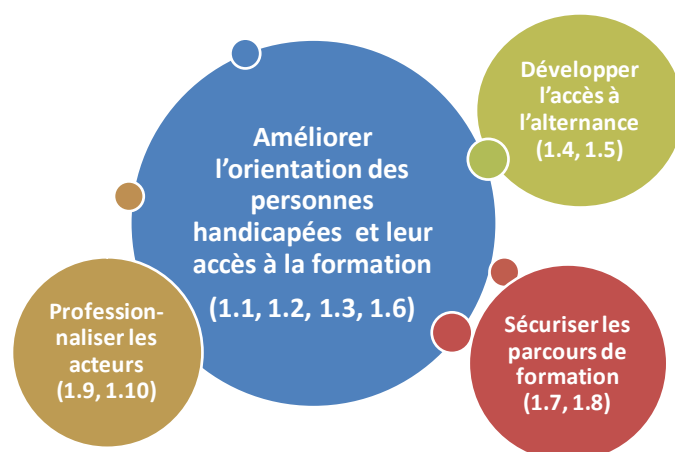 Améliorer
l'orientation des
personnes
handicapées et leur
accès à la formation
(1.1, 1.2, 1.3, 1.6)
Développer
l'accès à
l'alternance
(1.4, 1.5)
Profession-
naliser les
acteurs
(1.9, 1.10)
Sécuriser les
parcours de
formation
(1.7, 1.8)